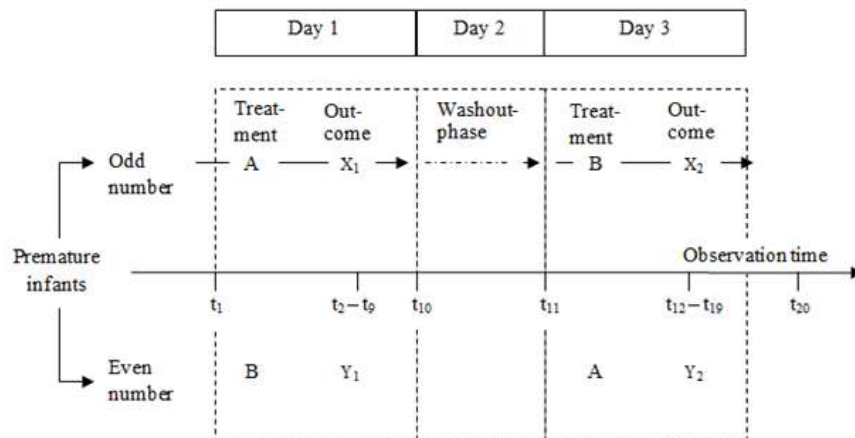 Day 1 Day 2 Day 3
Treat- Out- Washout- Treat- Out-
ment come phase ment come
Odd A X₁ B X₂
number
Premature Observation time
infants
t₁ t₂–t₉ t₁₀ t₁₁ t₁₂–t₁₉ t₂₀
Even B Y₁ A Y₂
number